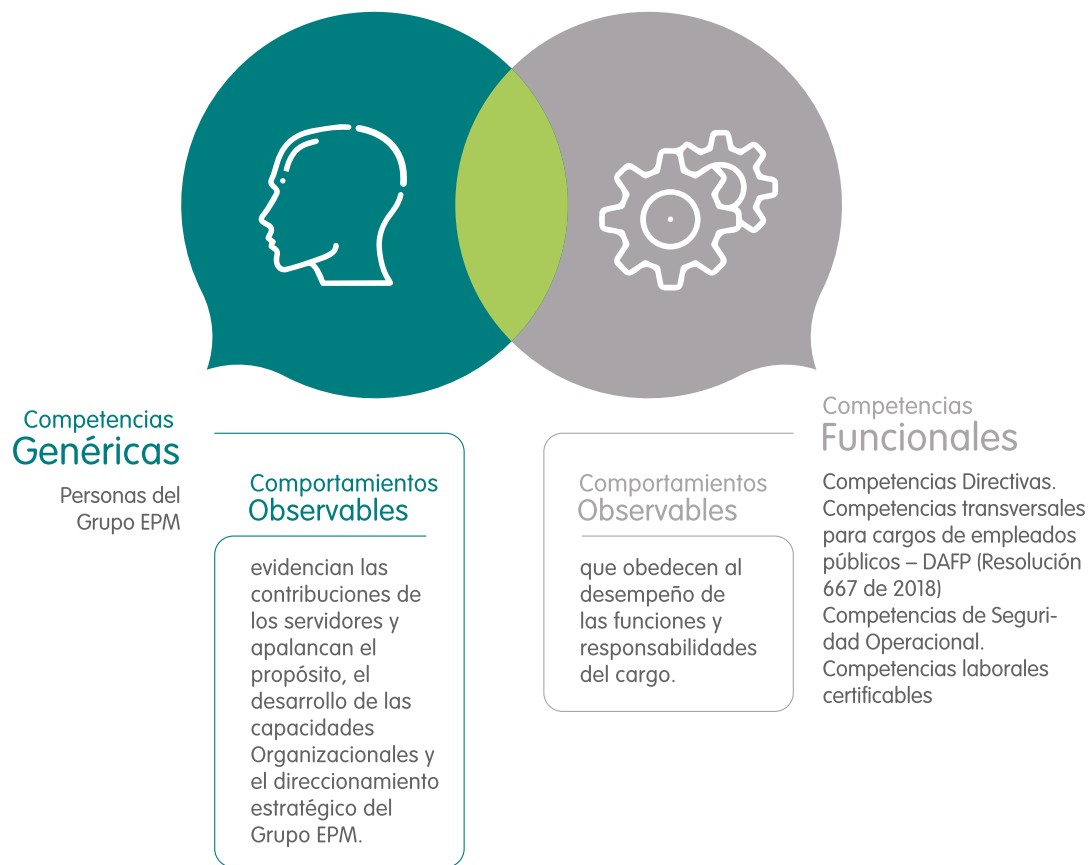 Competencias
Genéricas
Personas del
Grupo EPM
Comportamientos
Observables
evidencian las
contribuciones de
los servidores y
apalancan el
propósito, el
desarrollo de las
capacidades
Organizacionales y
el direccionamiento
estratégico del
Grupo EPM.
Comportamientos
Observables
que obedecen al
desempeño de
las funciones y
responsabilidades
del cargo.
Competencias
Funcionales
Competencias Directivas.
Competencias transversales
para cargos de empleados
públicos – DAFP (Resolución
667 de 2018)
Competencias de Seguri-
dad Operacional.
Competencias laborales
certificables